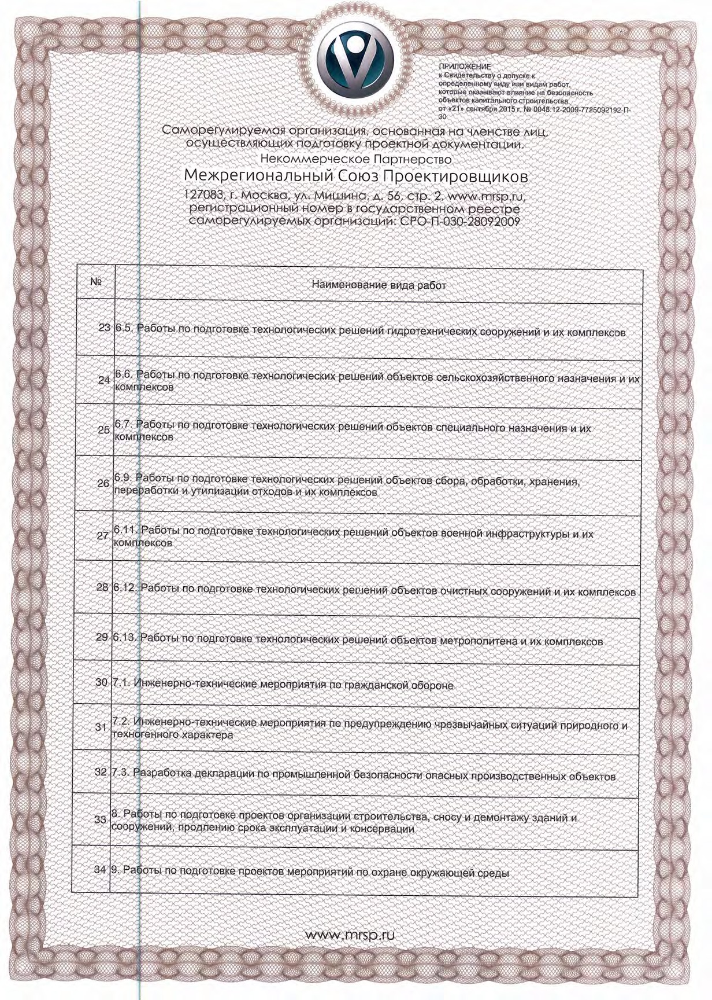 ПРИЛОЖЕНИЕ
к Свидетельству о допуске к
определенному виду или видам работ,
которые оказывают влияние на безопасность
объектов капитального строительства
от «21» сентября 2015 г. № 0048.12-2009-7725092192-П-
30
Саморегулируемая организация, основанная на членстве лиц,
осуществляющих подготовку проектной документации.
Некоммерческое Партнерство
Межрегиональный Союз Проектировщиков
127083, г. Москва, ул. Мишина, д. 56, стр. 2, www.mrsp.ru,
регистрационный номер в государственном реестре
саморегулируемых организаций: СРО-П-030-28092009
№ Наименование вида работ
23 6.5. Работы по подготовке технологических решений гидротехнических сооружений и их комплексов
24 6.6. Работы по подготовке технологических решений объектов сельскохозяйственного назначения и их
комплексов
25 6.7. Работы по подготовке технологических решений объектов специального назначения и их
комплексов
26 6.9. Работы по подготовке технологических решений объектов сбора, обработки, хранения,
переработки и утилизации отходов и их комплексов
27 6.11. Работы по подготовке технологических решений объектов военной инфраструктуры и их
комплексов
28 6.12. Работы по подготовке технологических решений объектов очистных сооружений и их комплексов
29 6.13. Работы по подготовке технологических решений объектов метрополитена и их комплексов
30 7.1. Инженерно-технические мероприятия по гражданской обороне
31 7.2. Инженерно-технические мероприятия по предупреждению чрезвычайных ситуаций природного и
техногенного характера
32 7.3. Разработка декларации по промышленной безопасности опасных производственных объектов
33 8. Работы по подготовке проектов организации строительства, сносу и демонтажу зданий и
сооружений, продлению срока эксплуатации и консервации
34 9. Работы по подготовке проектов мероприятий по охране окружающей среды
www.mrsp.ru